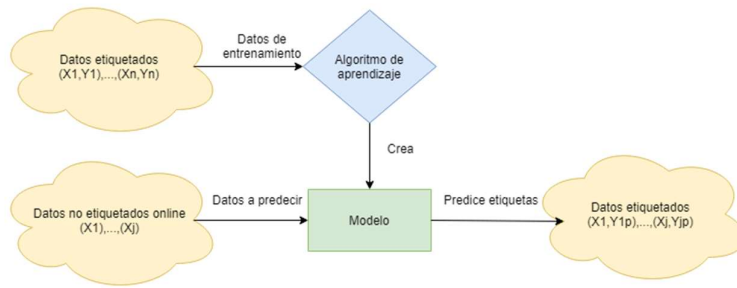 Datos etiquetados
(X1,Y1),...,(Xn,Yn)
Datos de
entrenamiento
Algoritmo de
aprendizaje
Crea
Datos no etiquetados online
(X1),...,(Xj)
Datos a predecir
Modelo
Predice etiquetas
Datos etiquetados
(X1,Y1p),...,(Xj,Yjp)